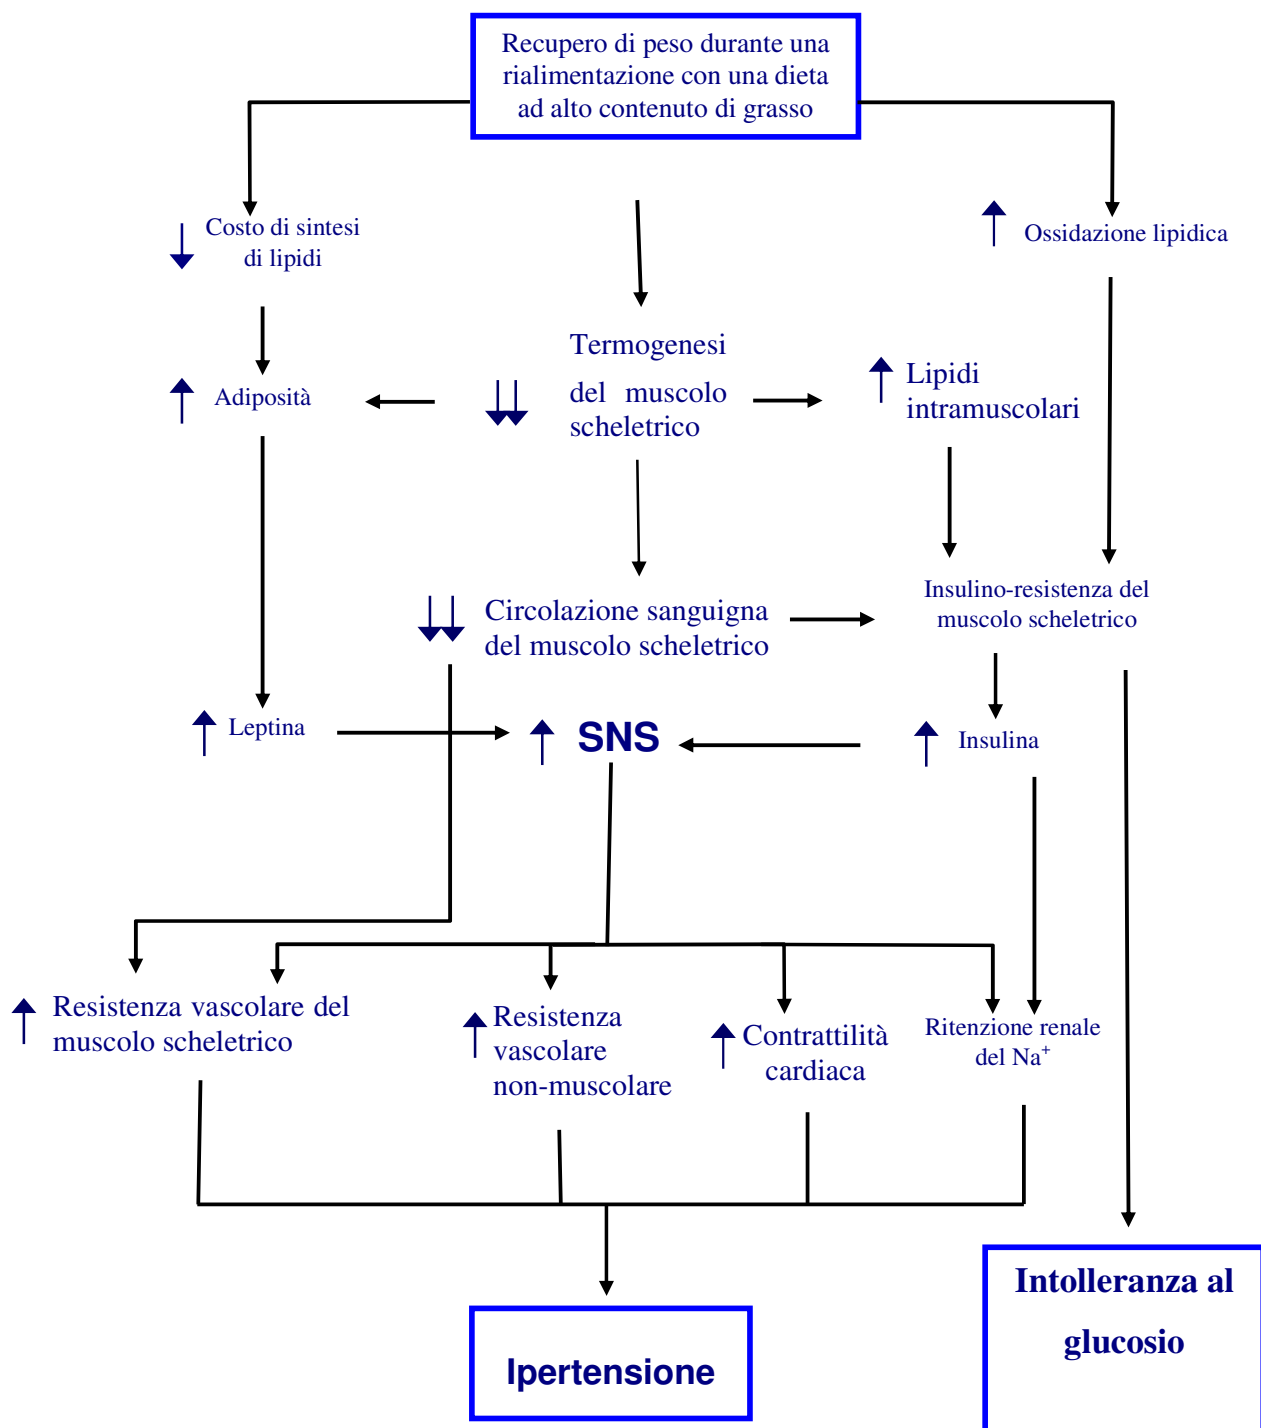 Recupero di peso durante una
rialimentazione con una dieta
ad alto contenuto di grasso
Costo di sintesi
di lipidi
Ossidazione lipidica
Termogenesi
del muscolo
scheletrico
Adiposità
Lipidi
intramuscolari
Circolazione sanguigna
del muscolo scheletrico
Insulino-resistenza del
muscolo scheletrico
Leptina
SNS
Insulina
Resistenza vascolare del
muscolo scheletrico
Resistenza
vascolare
non-muscolare
Contrattilità
cardiaca
Ritenzione renale
del Na⁺
Ipertensione
Intolleranza al
glucosio